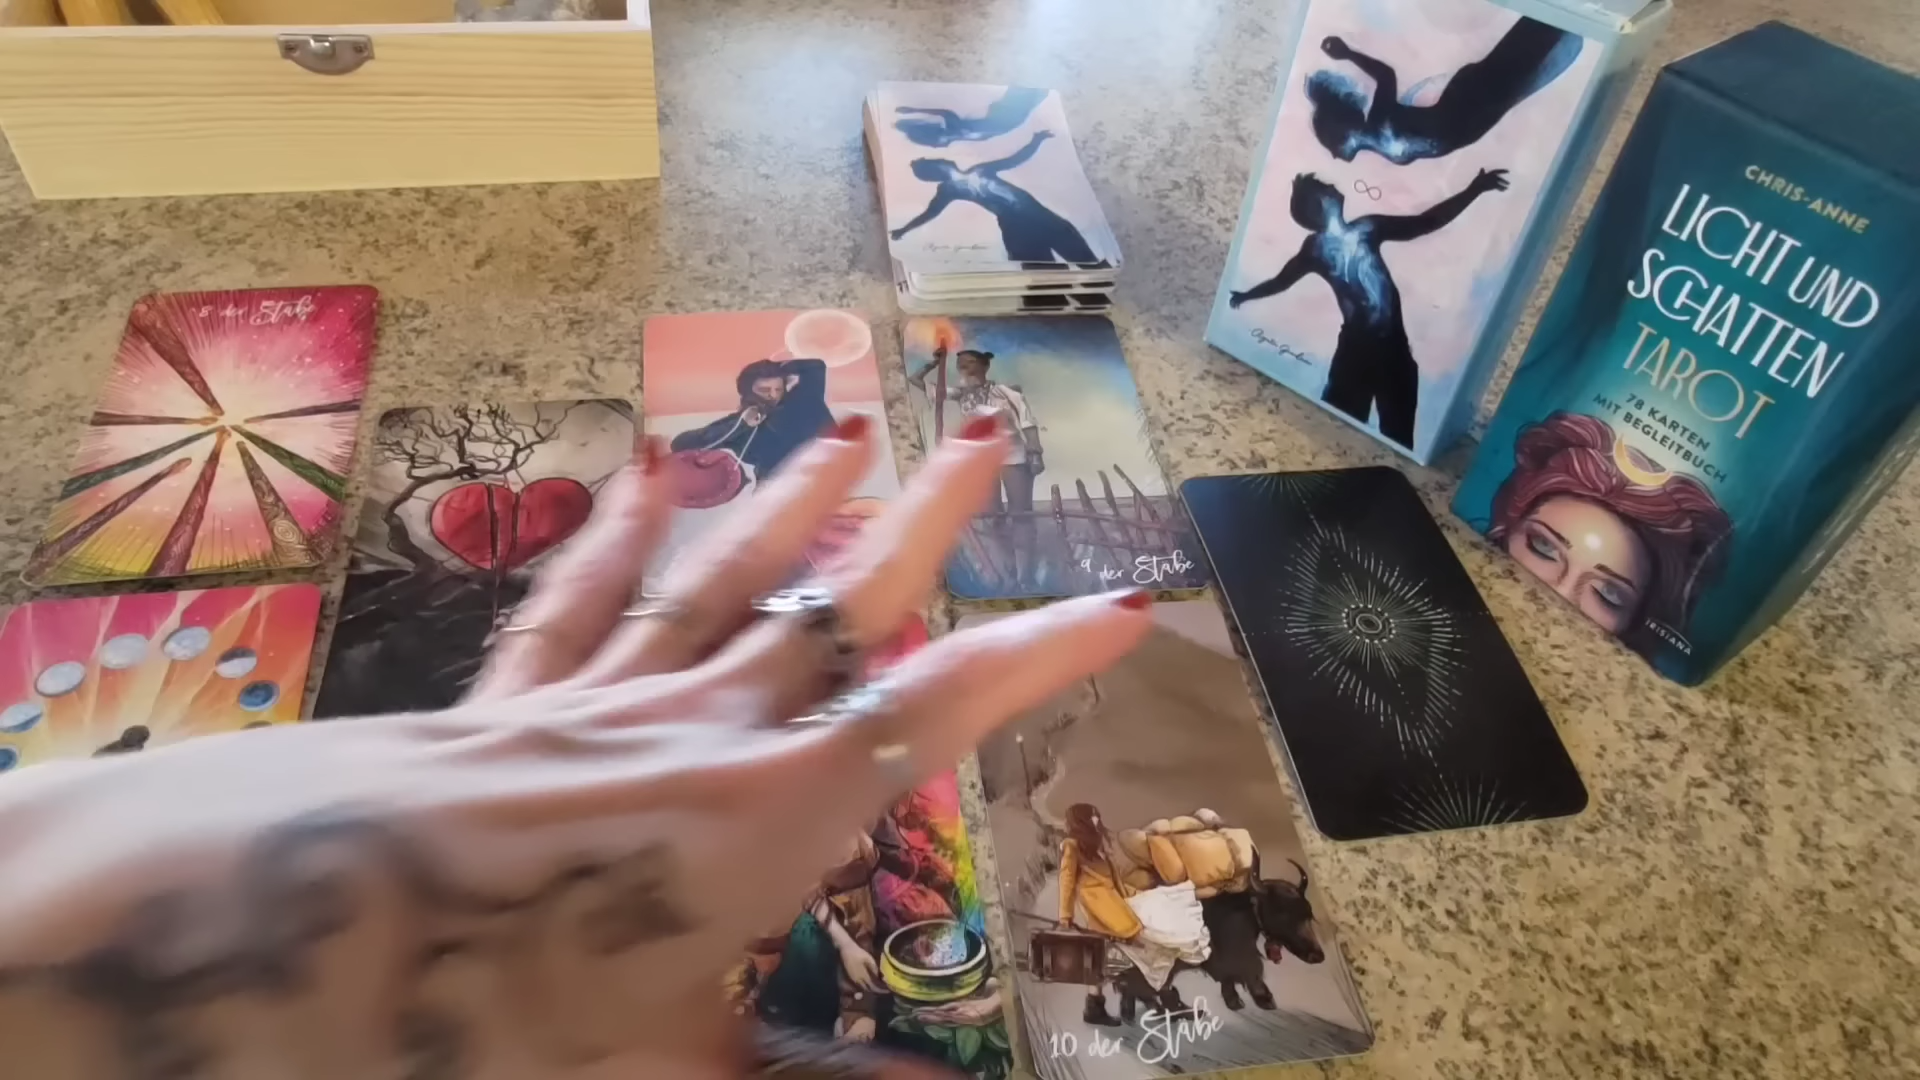 CHRIS-ANNE
LICHT UND
SCHATTEN
TAROT
78 KARTEN
MIT BEGLEITBUCH
IRISIANA
8 der Stäbe
9 der Stäbe
10 der Stäbe